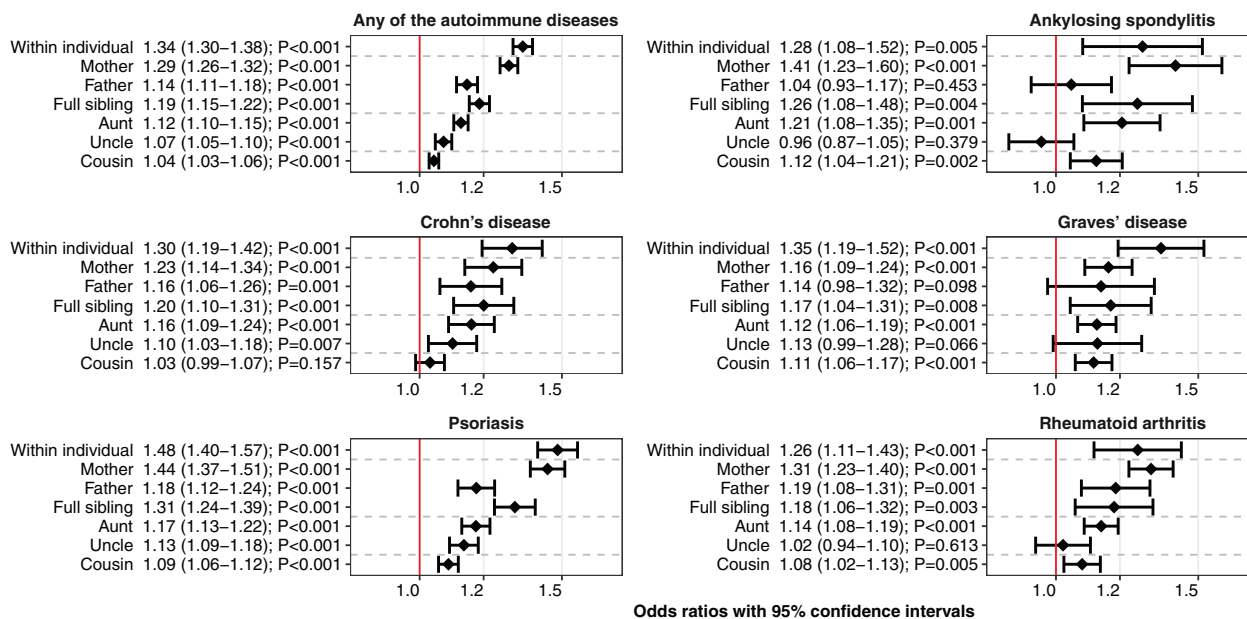 Any of the autoimmune diseases
Within individual 1.34 (1.30–1.38); P<0.001
Mother 1.29 (1.26–1.32); P<0.001
Father 1.14 (1.11–1.18); P<0.001
Full sibling 1.19 (1.15–1.22); P<0.001
Aunt 1.12 (1.10–1.15); P<0.001
Uncle 1.07 (1.05–1.10); P<0.001
Cousin 1.04 (1.03–1.06); P<0.001
1.0 1.2 1.5
Ankylosing spondylitis
Within individual 1.28 (1.08–1.52); P=0.005
Mother 1.41 (1.23–1.60); P<0.001
Father 1.04 (0.93–1.17); P=0.453
Full sibling 1.26 (1.08–1.48); P=0.004
Aunt 1.21 (1.08–1.35); P=0.001
Uncle 0.96 (0.87–1.05); P=0.379
Cousin 1.12 (1.04–1.21); P=0.002
1.0 1.2 1.5
Crohn’s disease
Within individual 1.30 (1.19–1.42); P<0.001
Mother 1.23 (1.14–1.34); P<0.001
Father 1.16 (1.06–1.26); P=0.001
Full sibling 1.20 (1.10–1.31); P<0.001
Aunt 1.16 (1.09–1.24); P<0.001
Uncle 1.10 (1.03–1.18); P=0.007
Cousin 1.03 (0.99–1.07); P=0.157
1.0 1.2 1.5
Graves’ disease
Within individual 1.35 (1.19–1.52); P<0.001
Mother 1.16 (1.09–1.24); P<0.001
Father 1.14 (0.98–1.32); P=0.098
Full sibling 1.17 (1.04–1.31); P=0.008
Aunt 1.12 (1.06–1.19); P<0.001
Uncle 1.13 (0.99–1.28); P=0.066
Cousin 1.11 (1.06–1.17); P<0.001
1.0 1.2 1.5
Psoriasis
Within individual 1.48 (1.40–1.57); P<0.001
Mother 1.44 (1.37–1.51); P<0.001
Father 1.18 (1.12–1.24); P<0.001
Full sibling 1.31 (1.24–1.39); P<0.001
Aunt 1.17 (1.13–1.22); P<0.001
Uncle 1.13 (1.09–1.18); P<0.001
Cousin 1.09 (1.06–1.12); P<0.001
1.0 1.2 1.5
Rheumatoid arthritis
Within individual 1.26 (1.11–1.43); P<0.001
Mother 1.31 (1.23–1.40); P<0.001
Father 1.19 (1.08–1.31); P=0.001
Full sibling 1.18 (1.06–1.32); P=0.003
Aunt 1.14 (1.08–1.19); P<0.001
Uncle 1.02 (0.94–1.10); P=0.613
Cousin 1.08 (1.02–1.13); P=0.005
1.0 1.2 1.5
Odds ratios with 95% confidence intervals